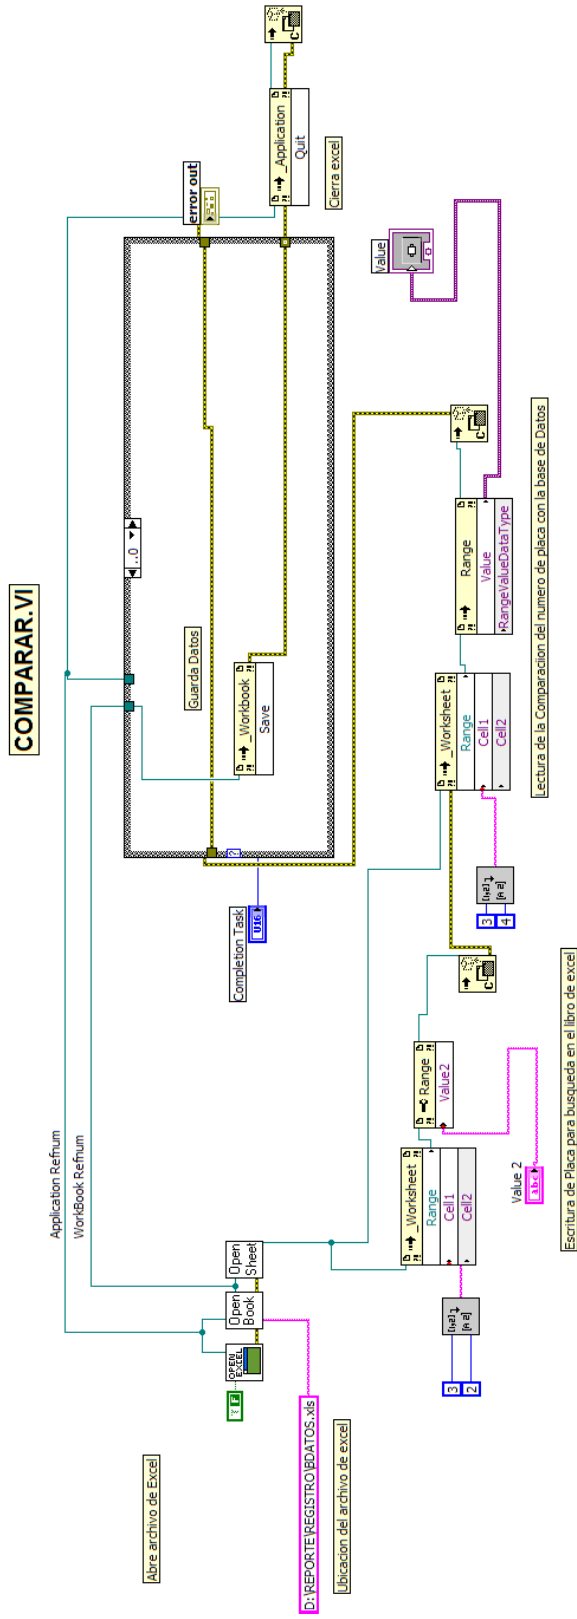 COMPARAR.VI
Application Refnum
WorkBook Refnum
Abre archivo de Excel
OPEN
EXCEL
Open
Book
Open
Sheet
T F
D:\REPORTE\REGISTRO\BDATOS.xls
Ubicacion del archivo de excel
Completion Task
U16
?
..0
Guarda Datos
_Workbook
Save
error out
_Application
Quit
C
Cierra excel
3
2
_Worksheet
Range
Cell1
Cell2
Range
Value2
Value 2
abc
C
Escritura de Placa para busqueda en el libro de excel
3
4
_Worksheet
Range
Cell1
Cell2
Range
Value
RangeValueDataType
C
Value
Lectura de la Comparacion del numero de placa con la base de Datos